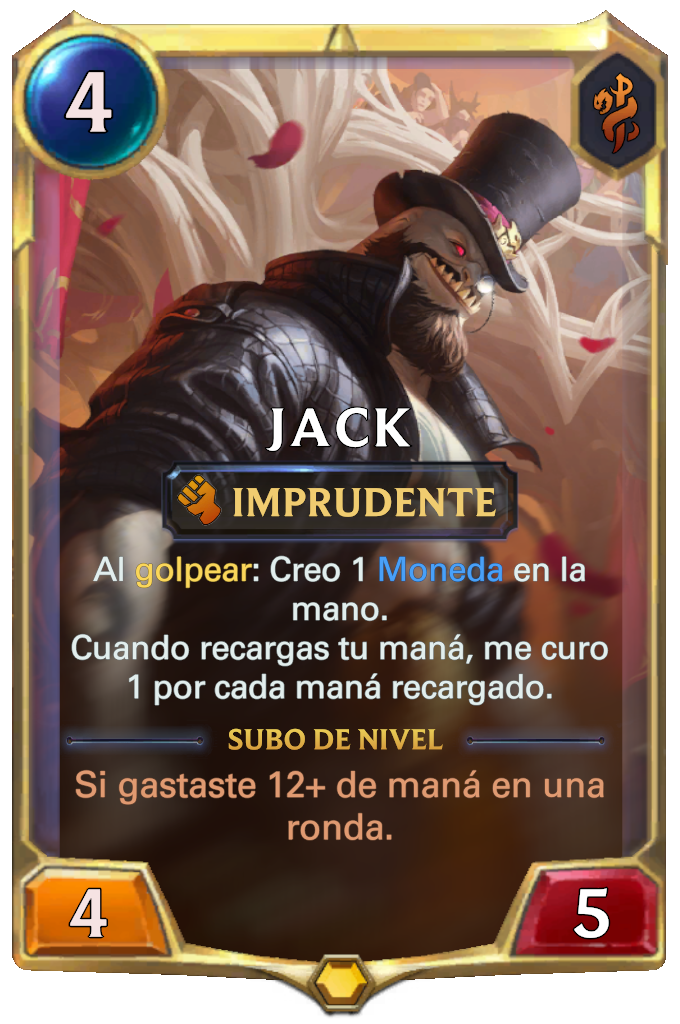 4
JACK
IMPRUDENTE
Al golpear: Creo 1 Moneda en la
mano.
Cuando recargas tu maná, me curo
1 por cada maná recargado.
SUBO DE NIVEL
Si gastaste 12+ de maná en una
ronda.
4
5